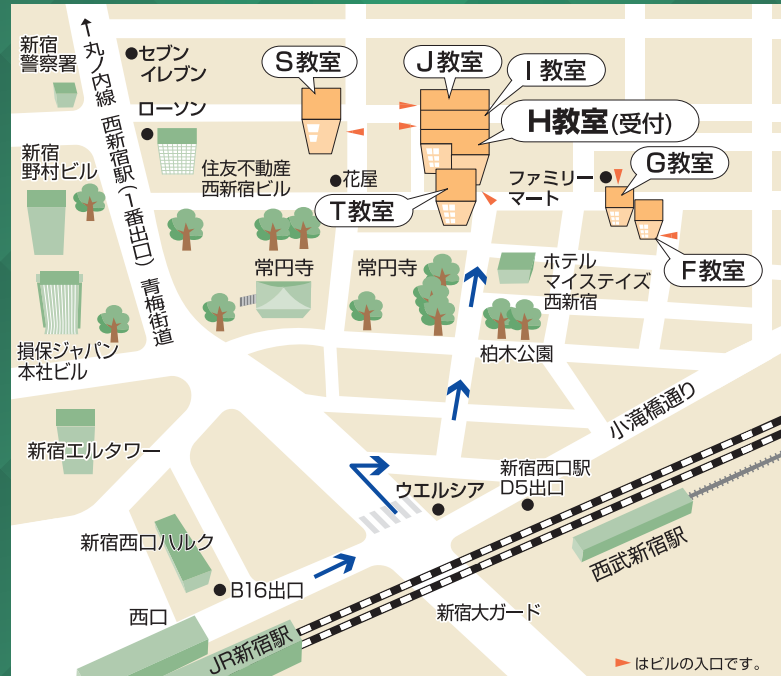 新宿
警察署
↑丸ノ内線 西新宿駅(1番出口) 青梅街道
セブン
イレブン
ローソン
S教室
J教室
I教室
H教室(受付)
新宿
野村ビル
住友不動産
西新宿ビル
花屋
T教室
ファミリー
マート
G教室
F教室
常円寺
常円寺
ホテル
マイステイズ
西新宿
損保ジャパン
本社ビル
柏木公園
小滝橋通り
新宿エルタワー
ウエルシア
新宿西口駅
D5出口
新宿西口ハルク
西武新宿駅
B16出口
西口
新宿大ガード
JR新宿駅
はビルの入口です。